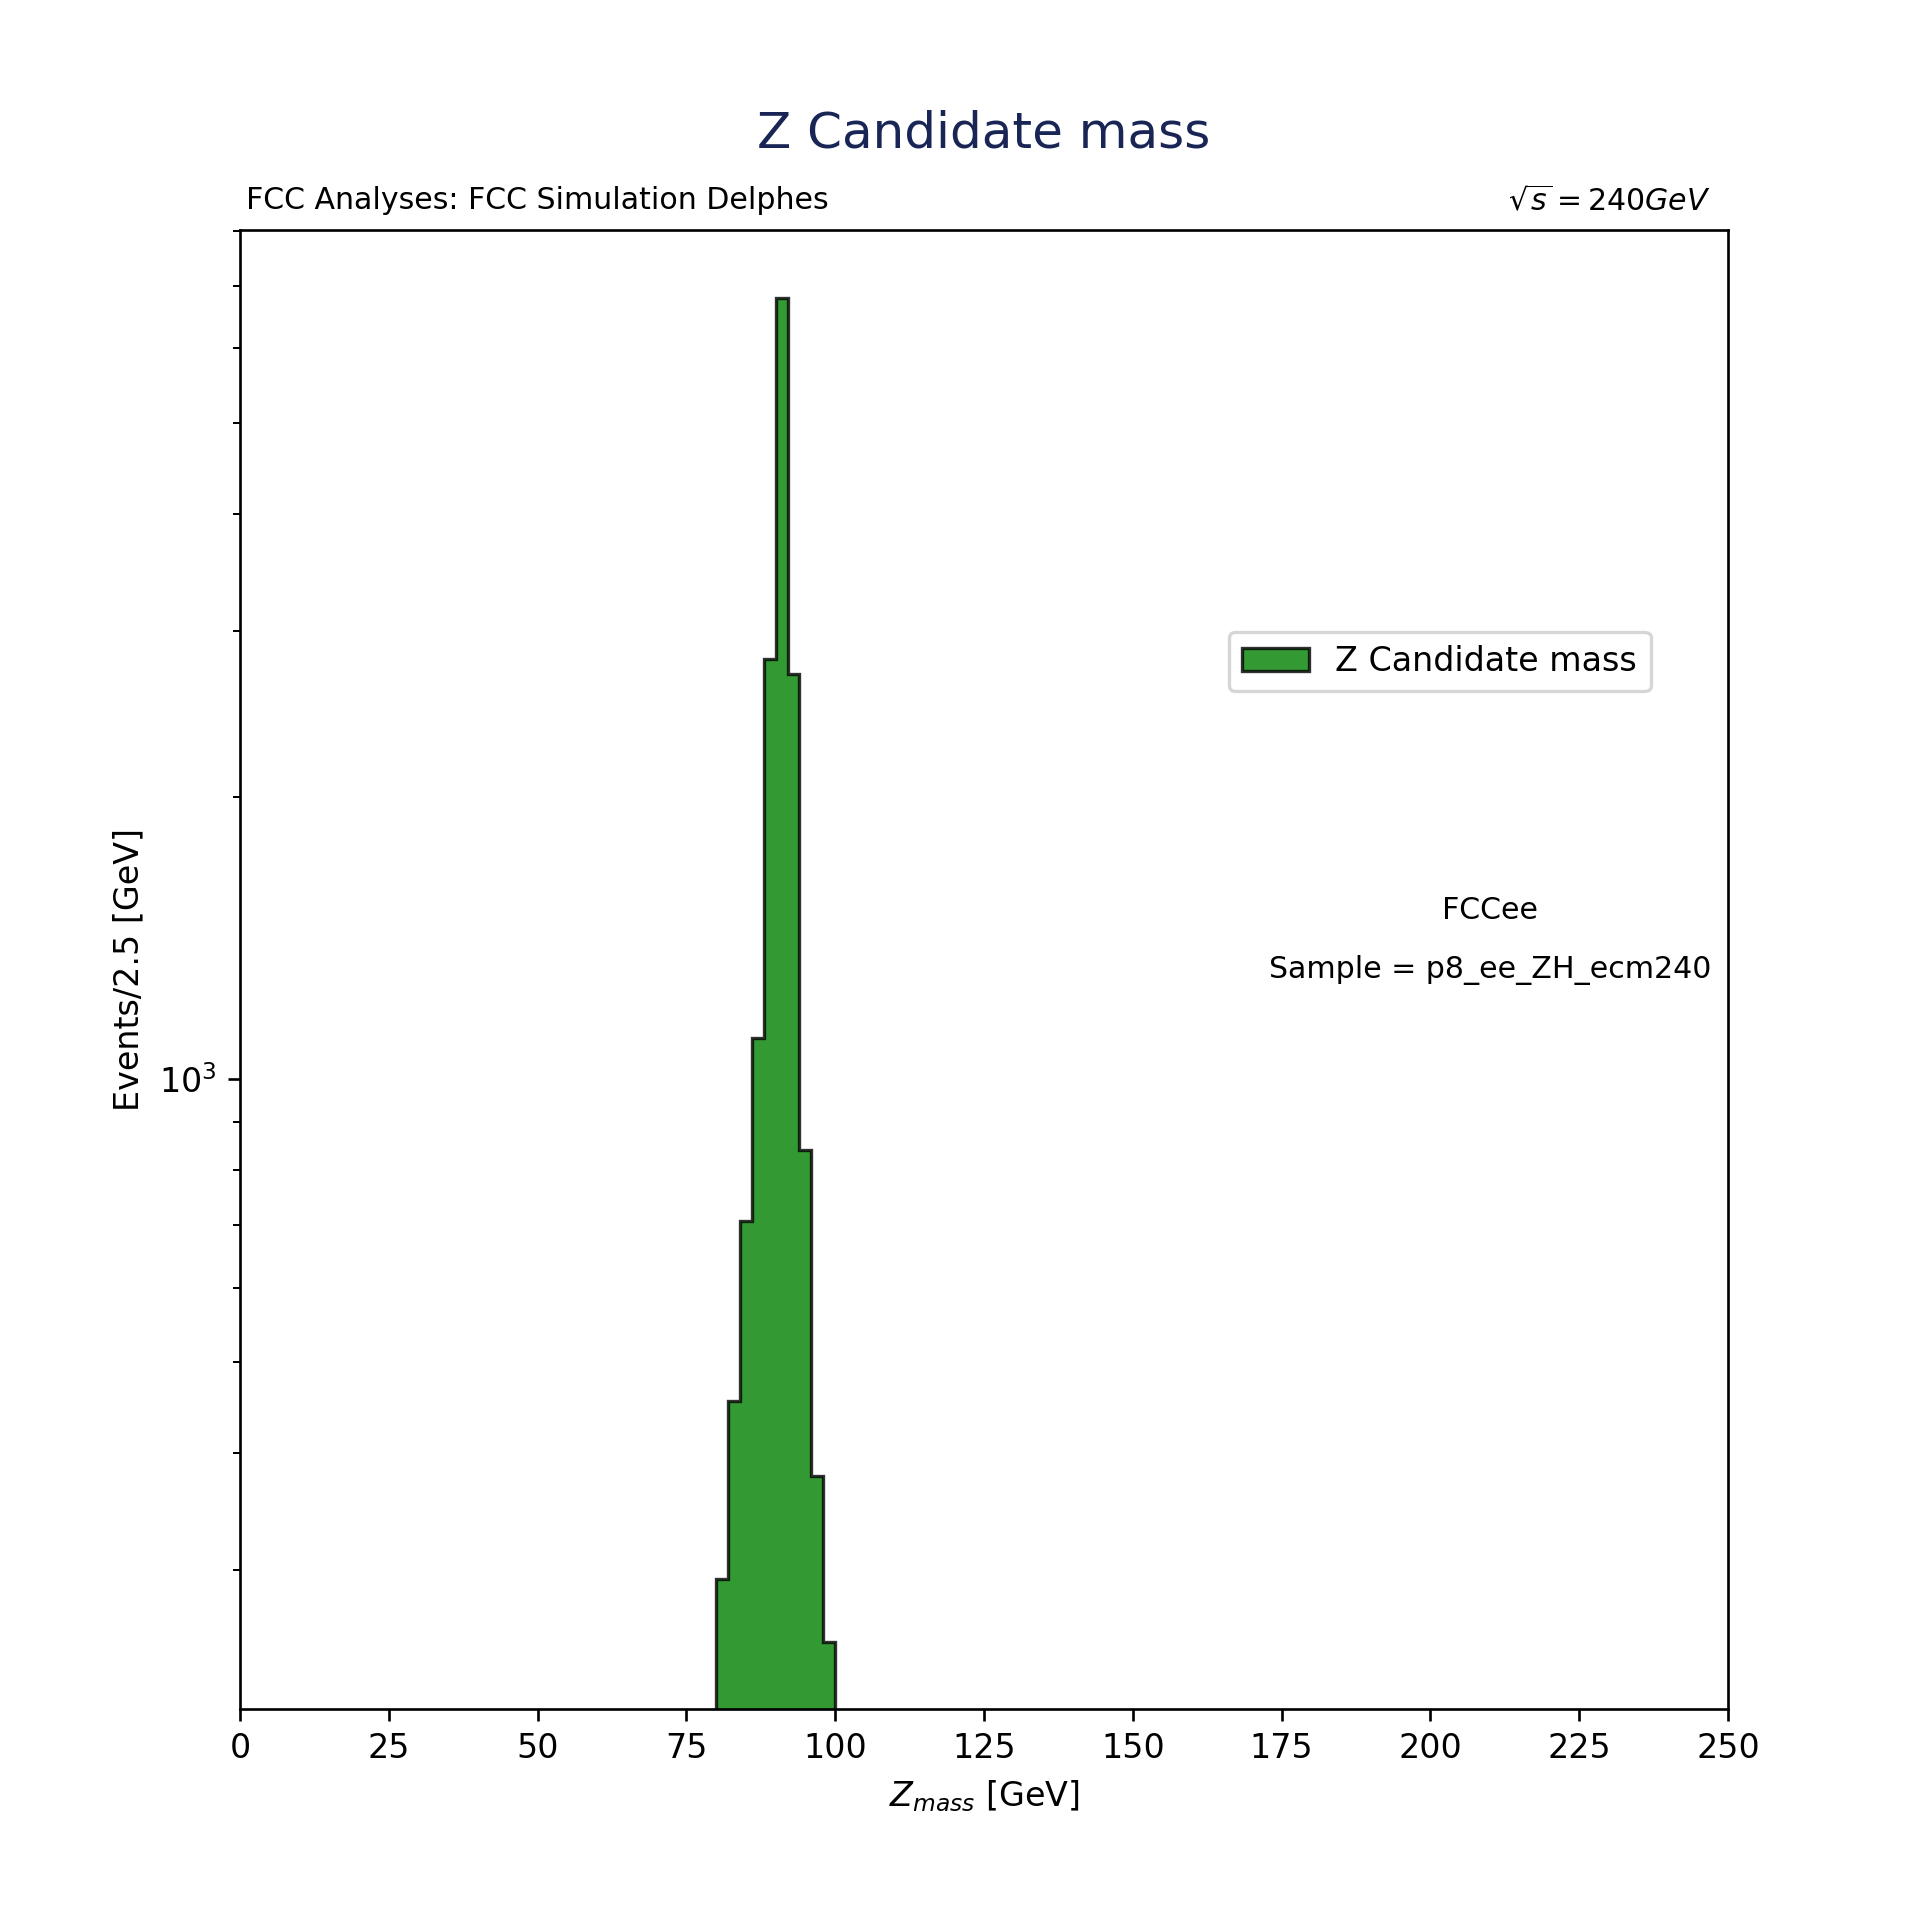 Z Candidate mass
FCC Analyses: FCC Simulation Delphes
√s = 240GeV
Z Candidate mass
FCCee
Sample = p8_ee_ZH_ecm240
Events/2.5 [GeV]
10³
0 25 50 75 100 125 150 175 200 225 250
Z_mass [GeV]